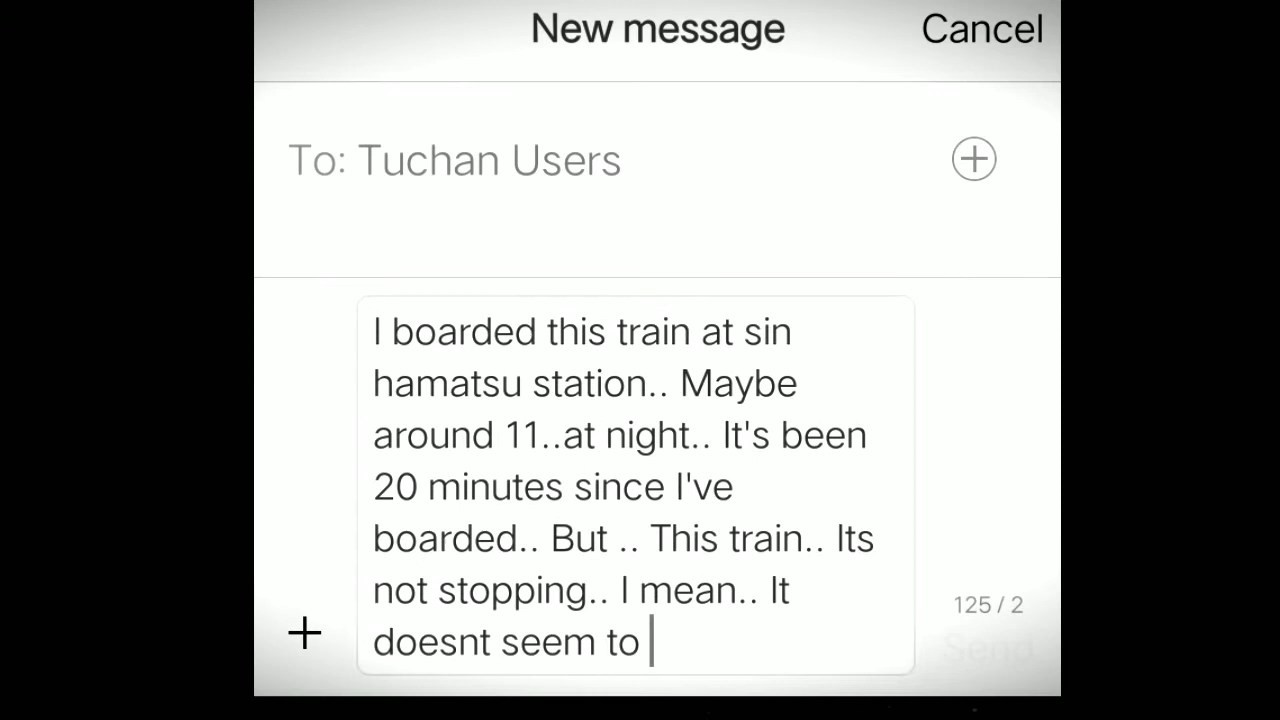 New message
Cancel
To: Tuchan Users
I boarded this train at sin
hamatsu station.. Maybe
around 11..at night.. It's been
20 minutes since I've
boarded.. But .. This train.. Its
not stopping.. I mean.. It
doesnt seem to
125 / 2
Send